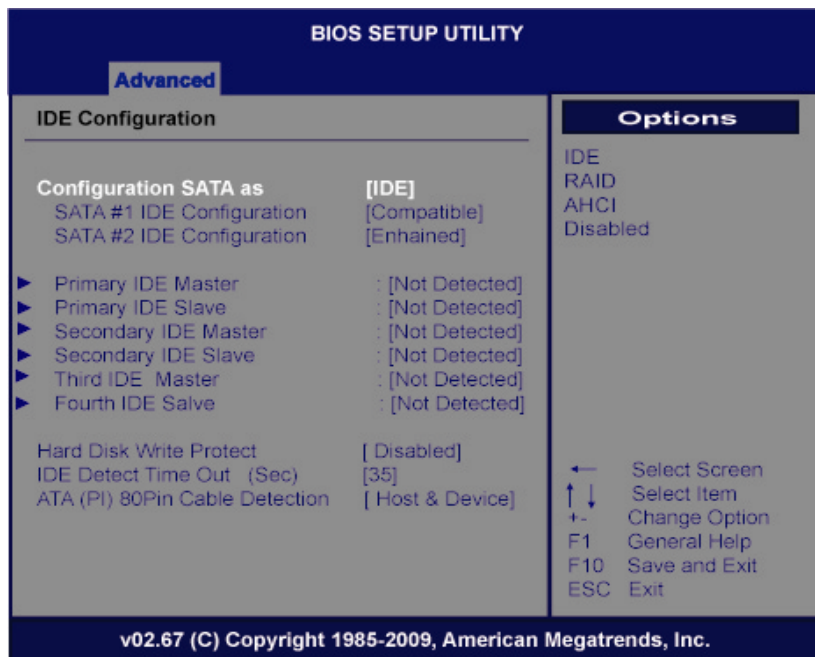 BIOS SETUP UTILITY
Advanced
IDE Configuration
Configuration SATA as [IDE]
SATA #1 IDE Configuration [Compatible]
SATA #2 IDE Configuration [Enhained]
Primary IDE Master : [Not Detected]
Primary IDE Slave : [Not Detected]
Secondary IDE Master : [Not Detected]
Secondary IDE Slave : [Not Detected]
Third IDE Master : [Not Detected]
Fourth IDE Salve : [Not Detected]
Hard Disk Write Protect [ Disabled]
IDE Detect Time Out (Sec) [35]
ATA (PI) 80Pin Cable Detection [ Host & Device]
Options
IDE
RAID
AHCI
Disabled
← Select Screen
↑ ↓ Select Item
+- Change Option
F1 General Help
F10 Save and Exit
ESC Exit
v02.67 (C) Copyright 1985-2009, American Megatrends, Inc.